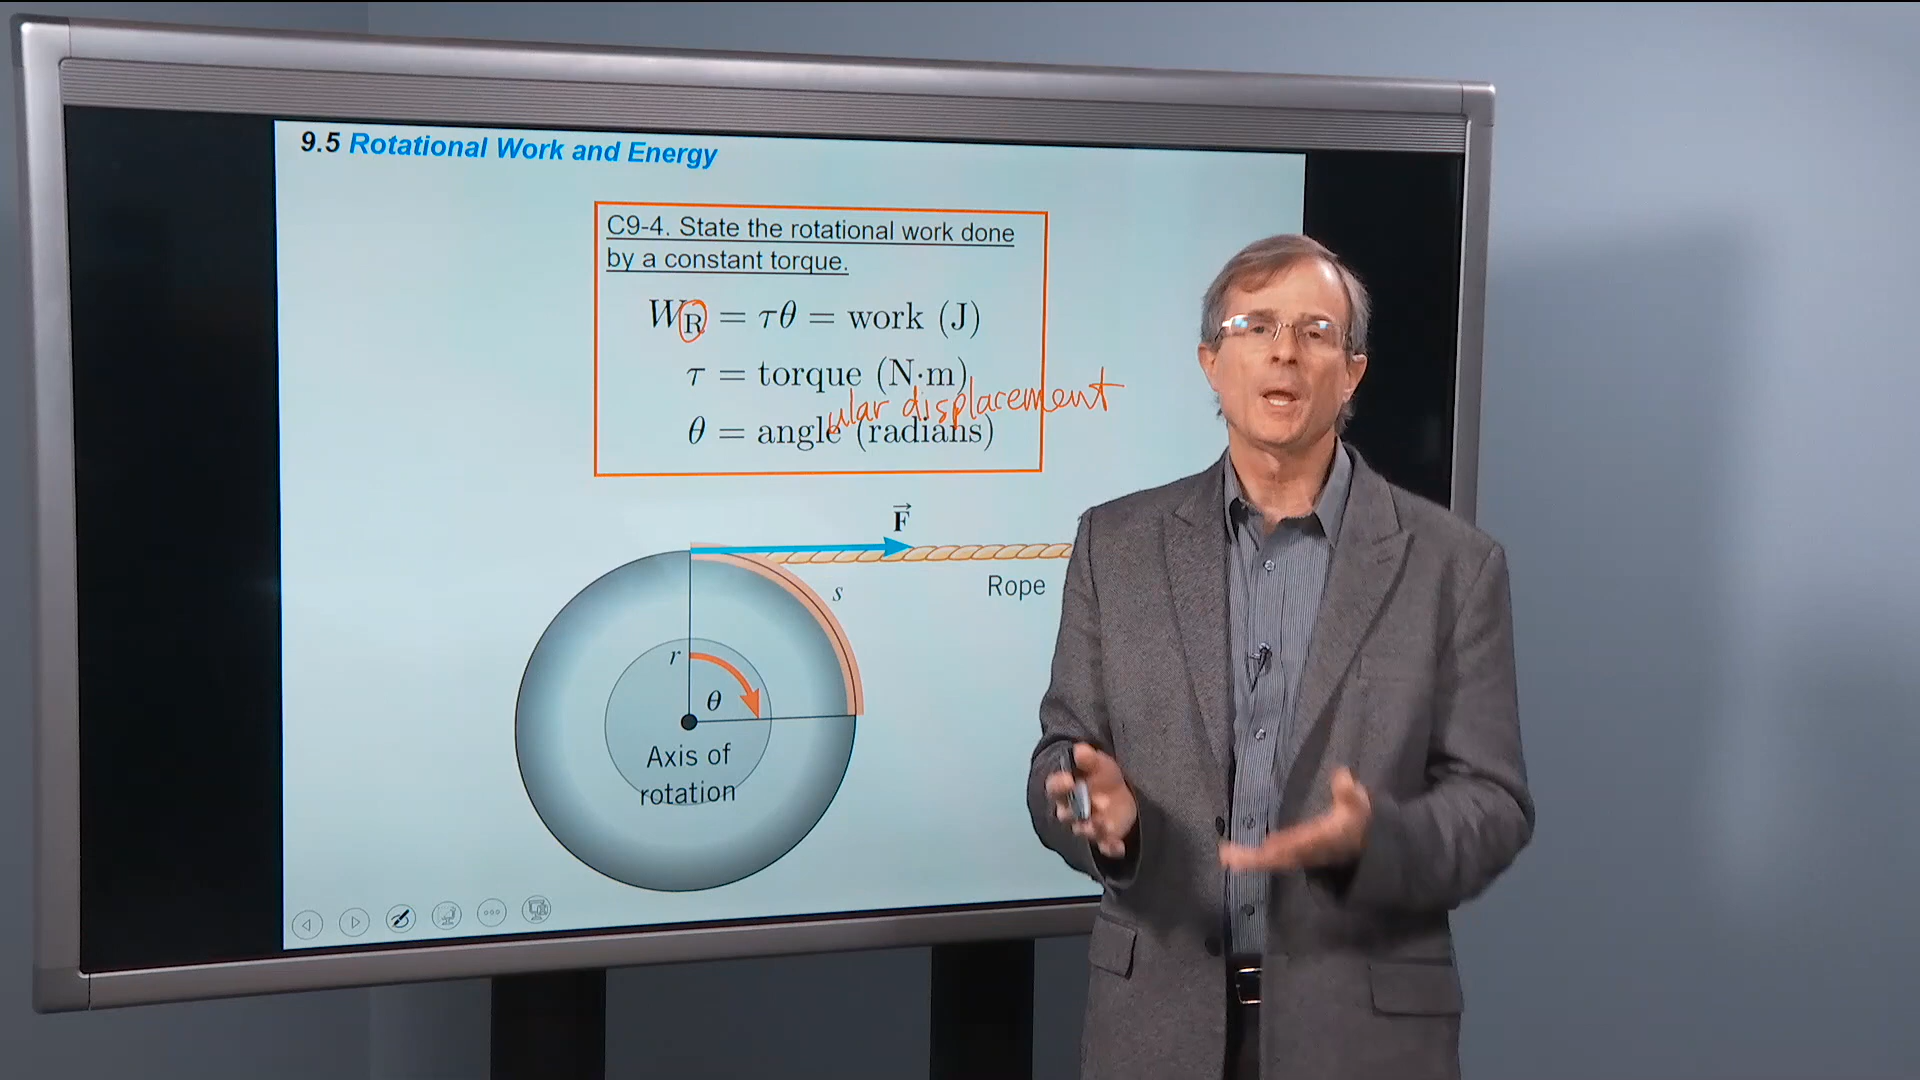 9.5 Rotational Work and Energy
C9-4. State the rotational work done
by a constant torque.
W_R = τθ = work (J)
τ = torque (N·m)
ular displacement
θ = angle (radians)
F⃗
s
Rope
r
θ
Axis of
rotation